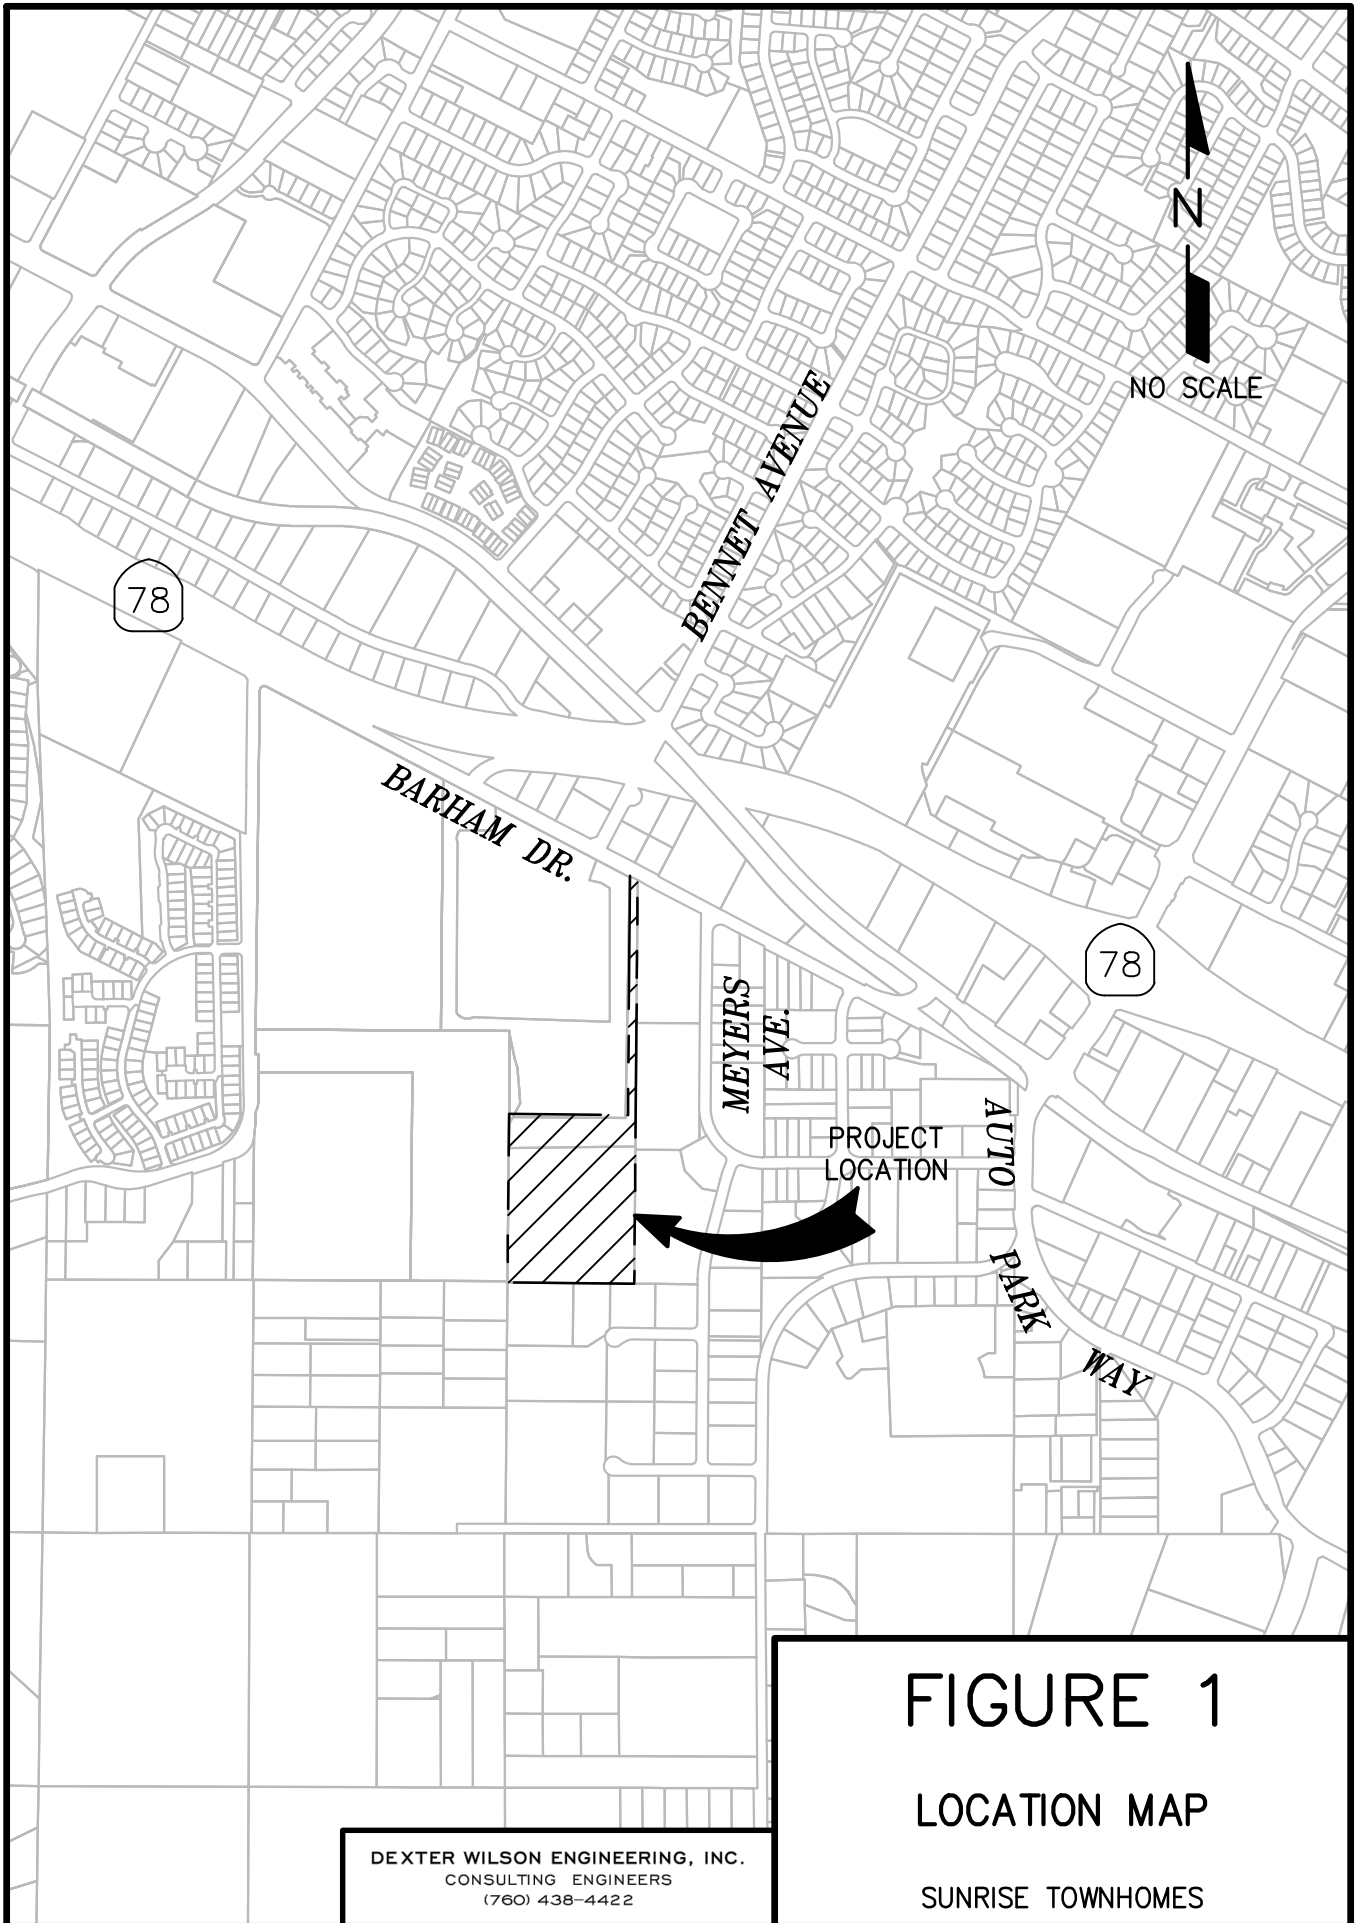 N
NO SCALE
BENNET AVENUE
78
BARHAM DR.
78
MEYERS
AVE.
AUTO
PARK
WAY
PROJECT
LOCATION
FIGURE 1
LOCATION MAP
SUNRISE TOWNHOMES
DEXTER WILSON ENGINEERING, INC.
CONSULTING ENGINEERS
(760) 438-4422